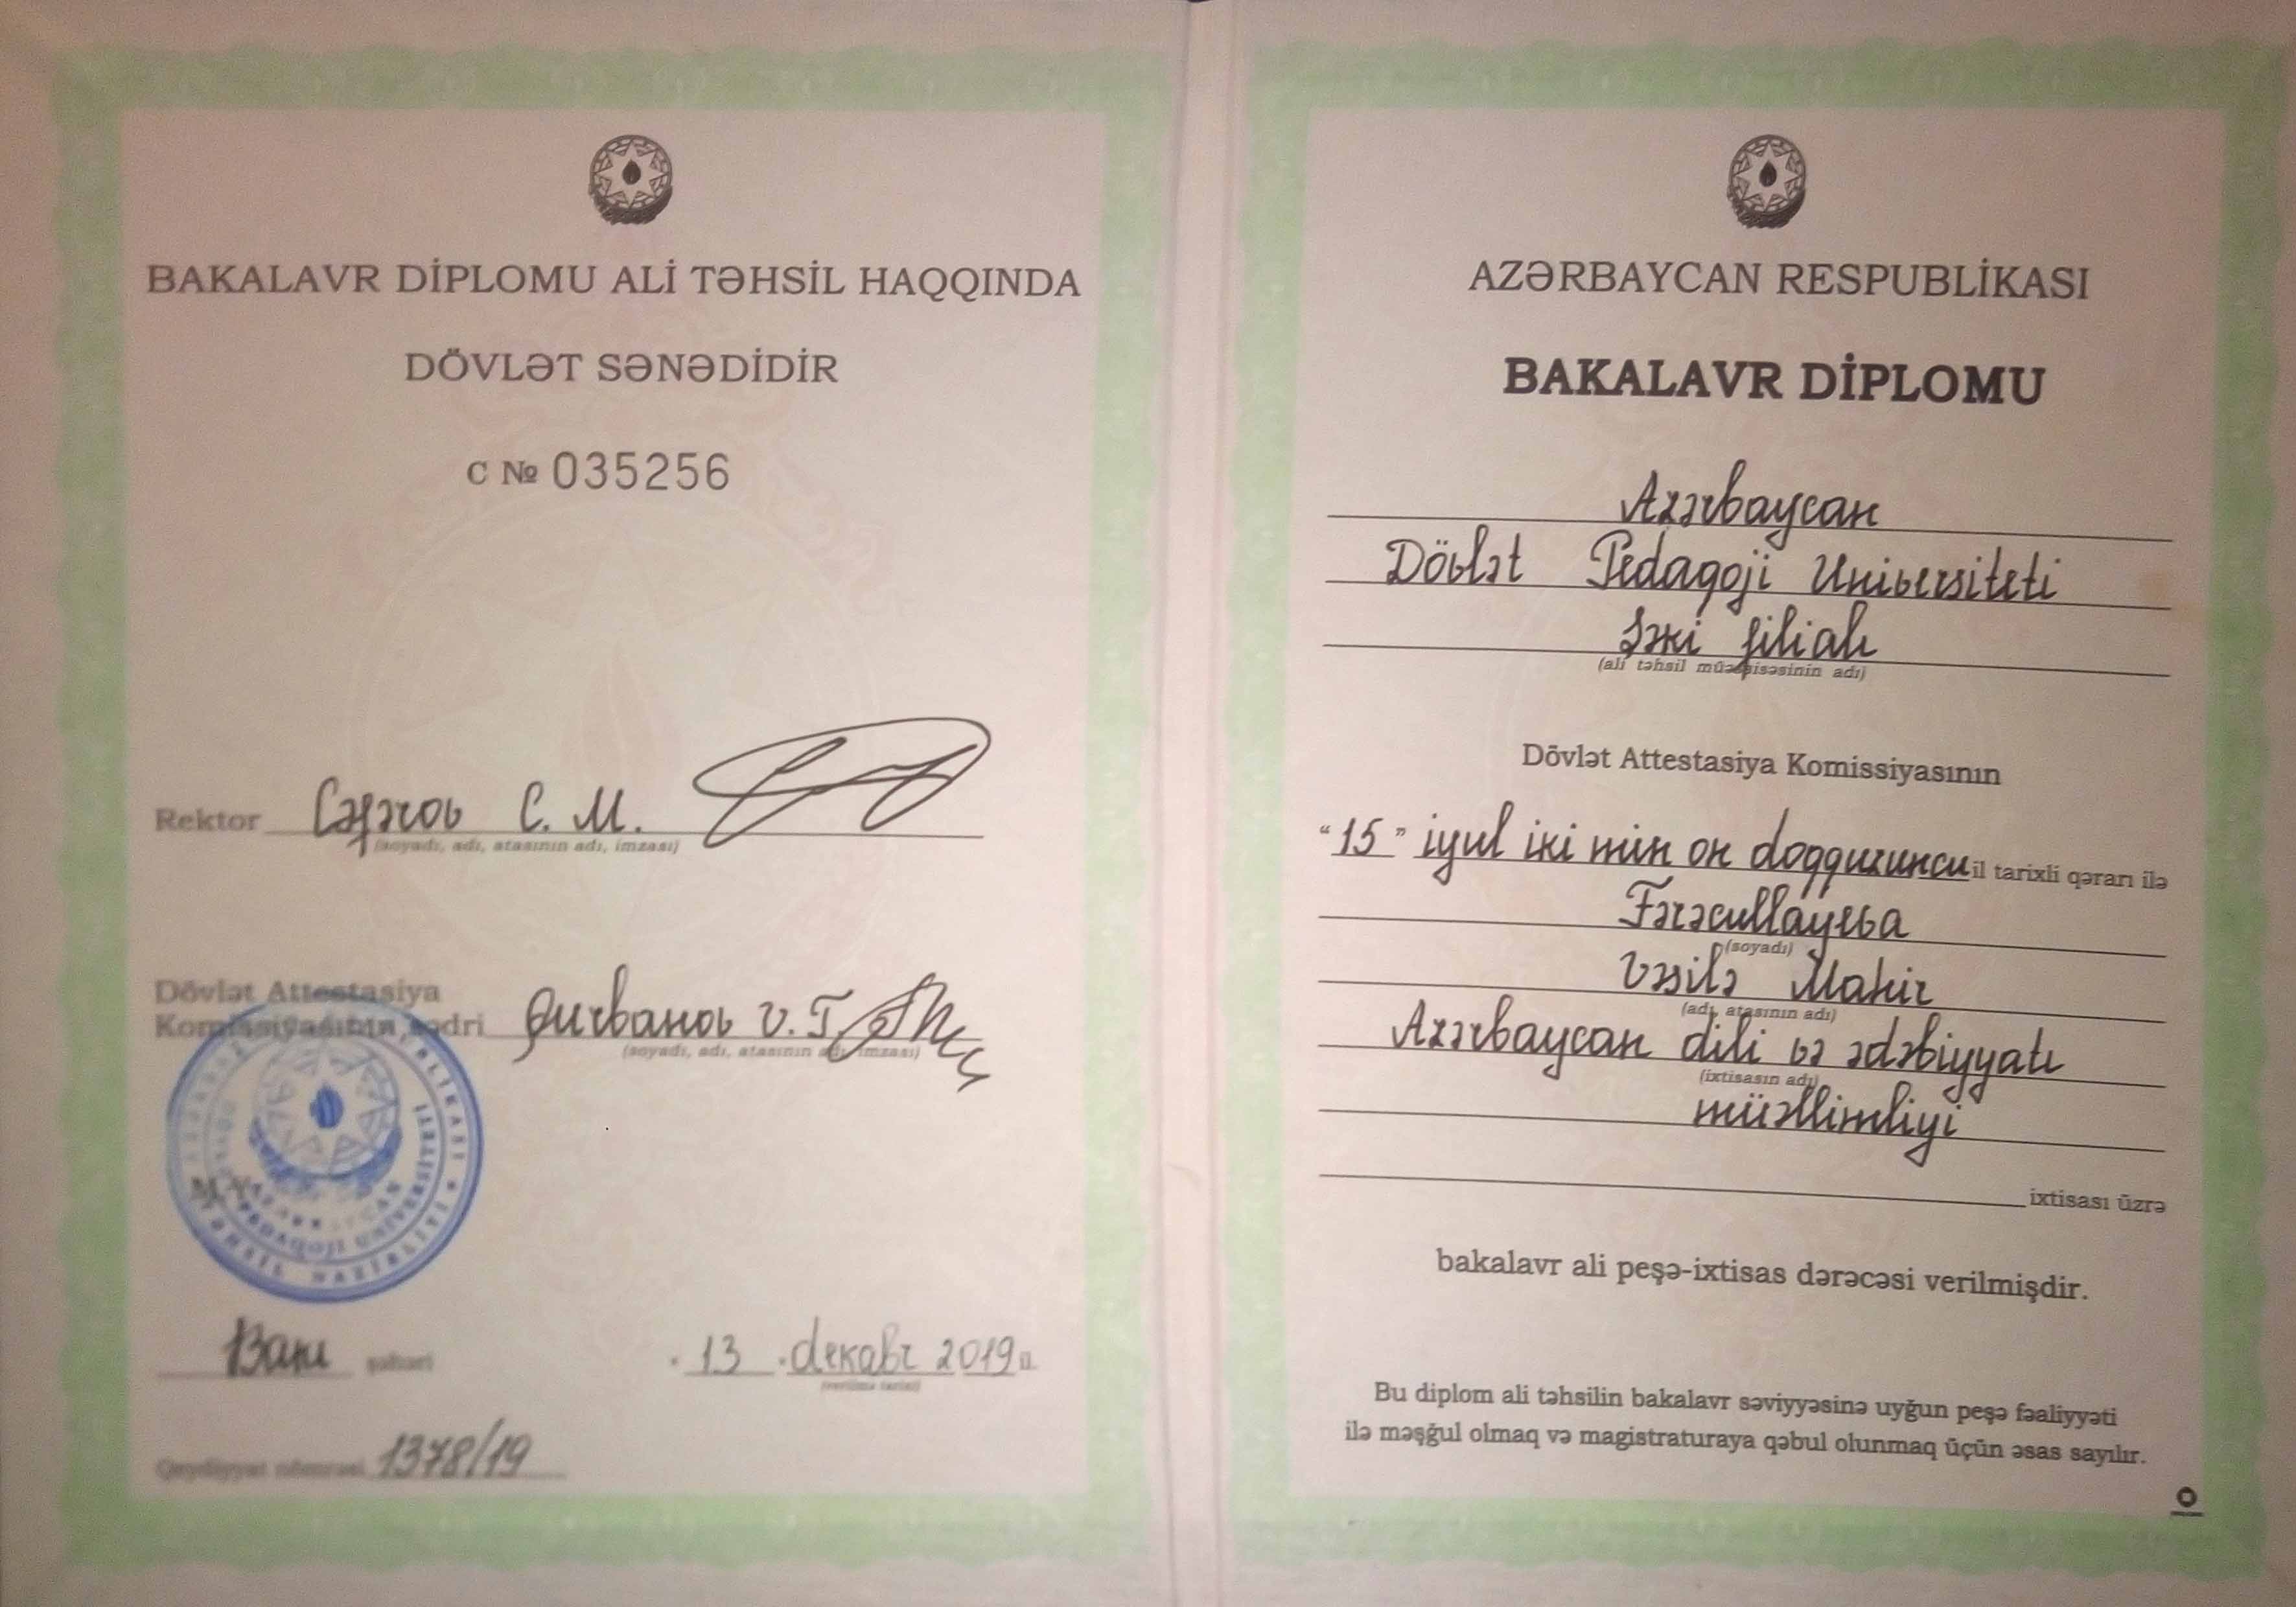 BAKALAVR DİPLOMU ALİ TƏHSİL HAQQINDA
DÖVLƏT SƏNƏDİDİR
C № 035256
Rektor Cəfərov C. M.
(soyadı, adı, atasının adı, imzası)
Dövlət Attestasiya
Komissiyasının sədri Qurbanov V. T.
(soyadı, adı, atasının adı, imzası)
M.Y.
Bakı şəhəri
"13" dekabr 2019 il
(verilmə tarixi)
Qeydiyyat nömrəsi 1378/19
AZƏRBAYCAN RESPUBLİKASI
BAKALAVR DİPLOMU
Azərbaycan
Dövlət Pedaqoji Universiteti
Şəki filialı
(ali təhsil müəssisəsinin adı)
Dövlət Attestasiya Komissiyasının
"15" iyul iki min on doqquzuncu il tarixli qərarı ilə
Fərəcullayeva
(soyadı)
Vəsilə Mahir
(adı, atasının adı)
Azərbaycan dili və ədəbiyyatı
(ixtisasın adı)
müəllimliyi
ixtisası üzrə
bakalavr ali peşə-ixtisas dərəcəsi verilmişdir.
Bu diplom ali təhsilin bakalavr səviyyəsinə uyğun peşə fəaliyyəti
ilə məşğul olmaq və magistraturaya qəbul olunmaq üçün əsas sayılır.